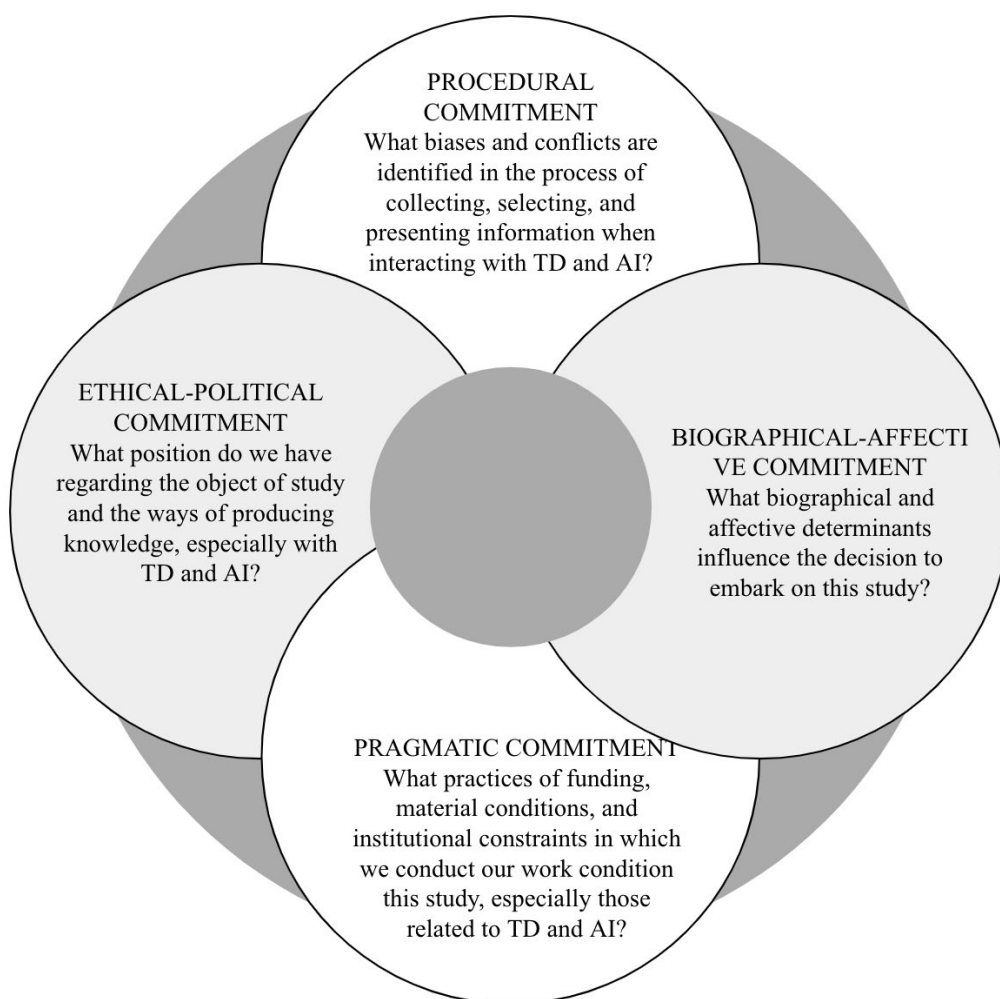 PROCEDURAL
COMMITMENT
What biases and conflicts are
identified in the process of
collecting, selecting, and
presenting information when
interacting with TD and AI?
ETHICAL-POLITICAL
COMMITMENT
What position do we have
regarding the object of study
and the ways of producing
knowledge, especially with
TD and AI?
BIOGRAPHICAL-AFFECTI
VE COMMITMENT
What biographical and
affective determinants
influence the decision to
embark on this study?
PRAGMATIC COMMITMENT
What practices of funding,
material conditions, and
institutional constraints in which
we conduct our work condition
this study, especially those
related to TD and AI?